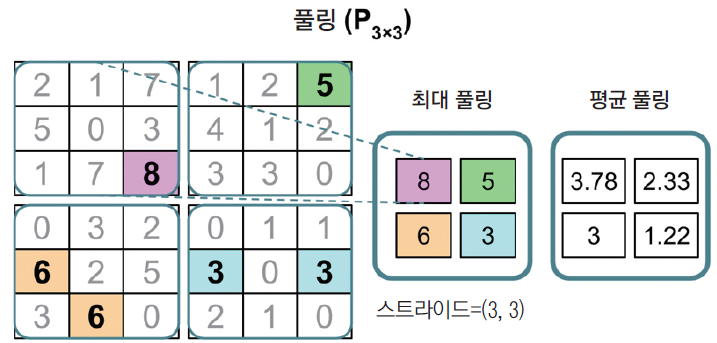 풀링 (P3×3)
2 1 7 1 2 5
5 0 3 4 1 2
1 7 8 3 3 0
0 3 2 0 1 1
6 2 5 3 0 3
3 6 0 2 1 0
최대 풀링
8 5
6 3
스트라이드=(3, 3)
평균 풀링
3.78 2.33
3 1.22